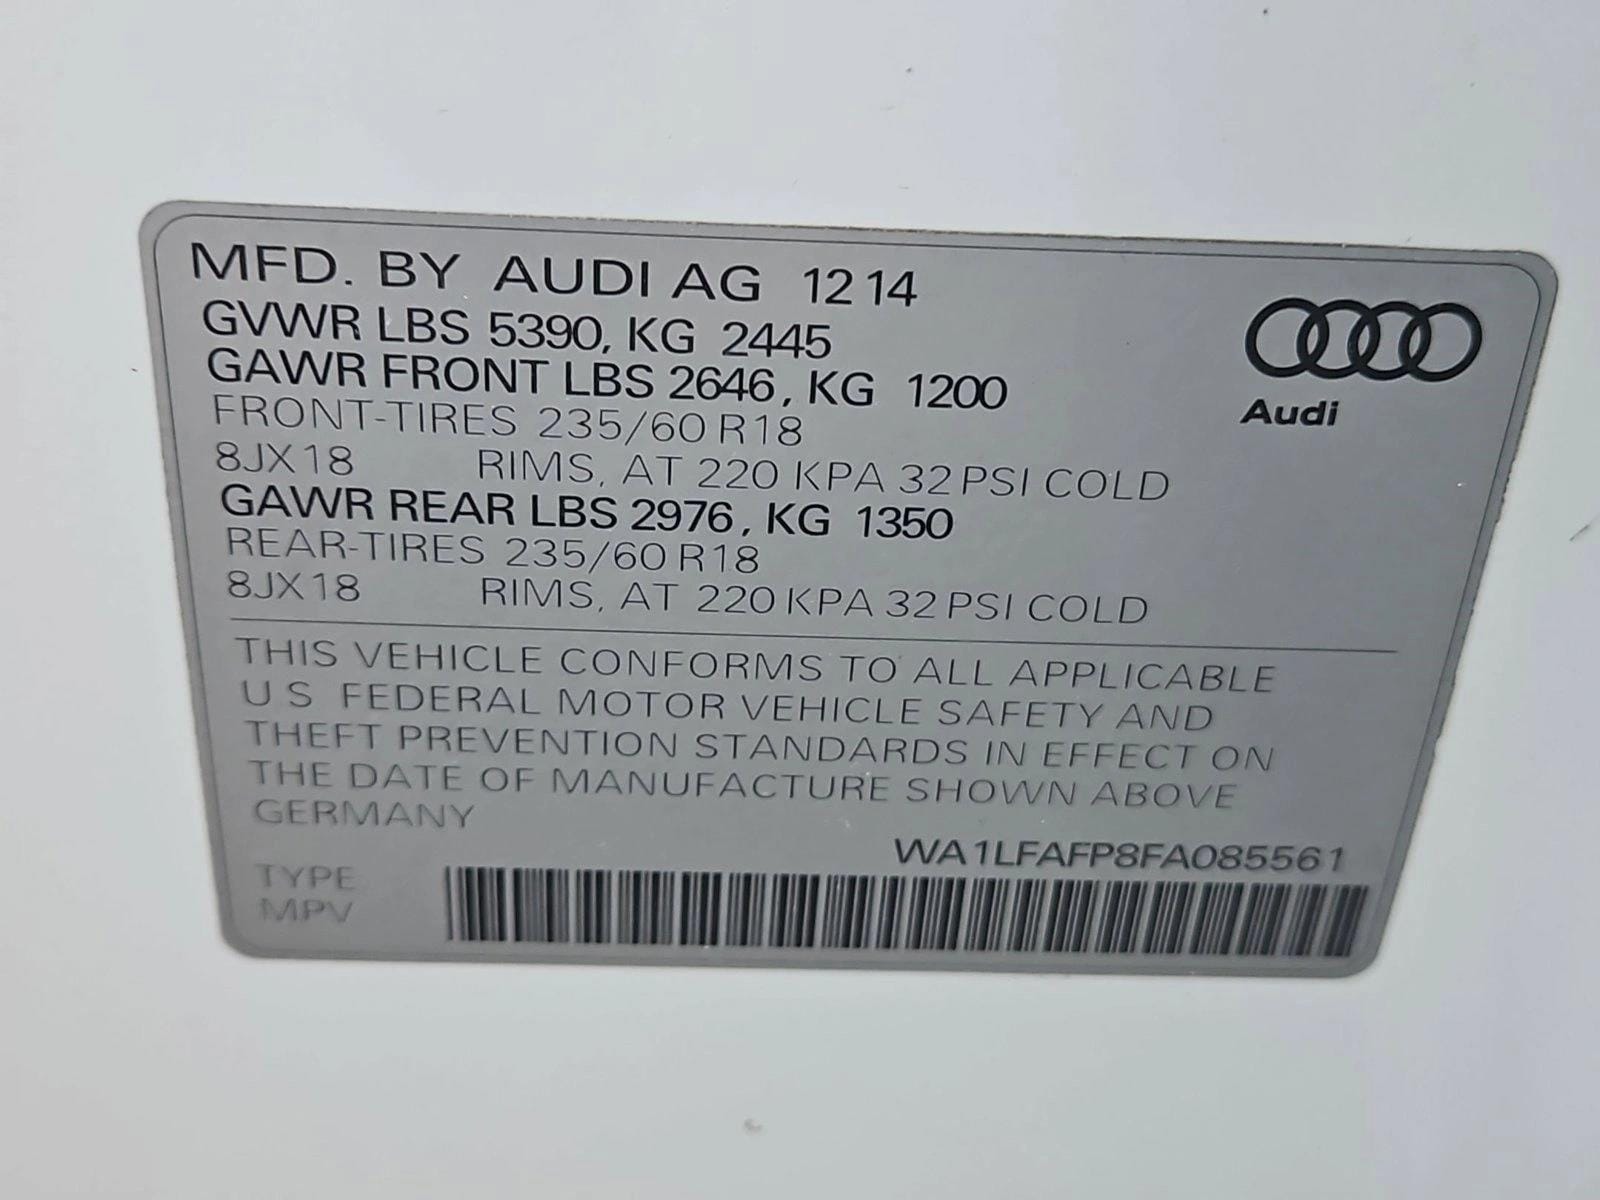 MFD. BY AUDI AG 12 14
GVWR LBS 5390, KG 2445
GAWR FRONT LBS 2646, KG 1200
FRONT-TIRES 235/60 R18
8JX18 RIMS, AT 220 KPA 32 PSI COLD
GAWR REAR LBS 2976, KG 1350
REAR-TIRES 235/60 R18
8JX18 RIMS, AT 220 KPA 32 PSI COLD
Audi
THIS VEHICLE CONFORMS TO ALL APPLICABLE
U S FEDERAL MOTOR VEHICLE SAFETY AND
THEFT PREVENTION STANDARDS IN EFFECT ON
THE DATE OF MANUFACTURE SHOWN ABOVE
GERMANY
WA1LFAFP8FA085561
TYPE
MPV